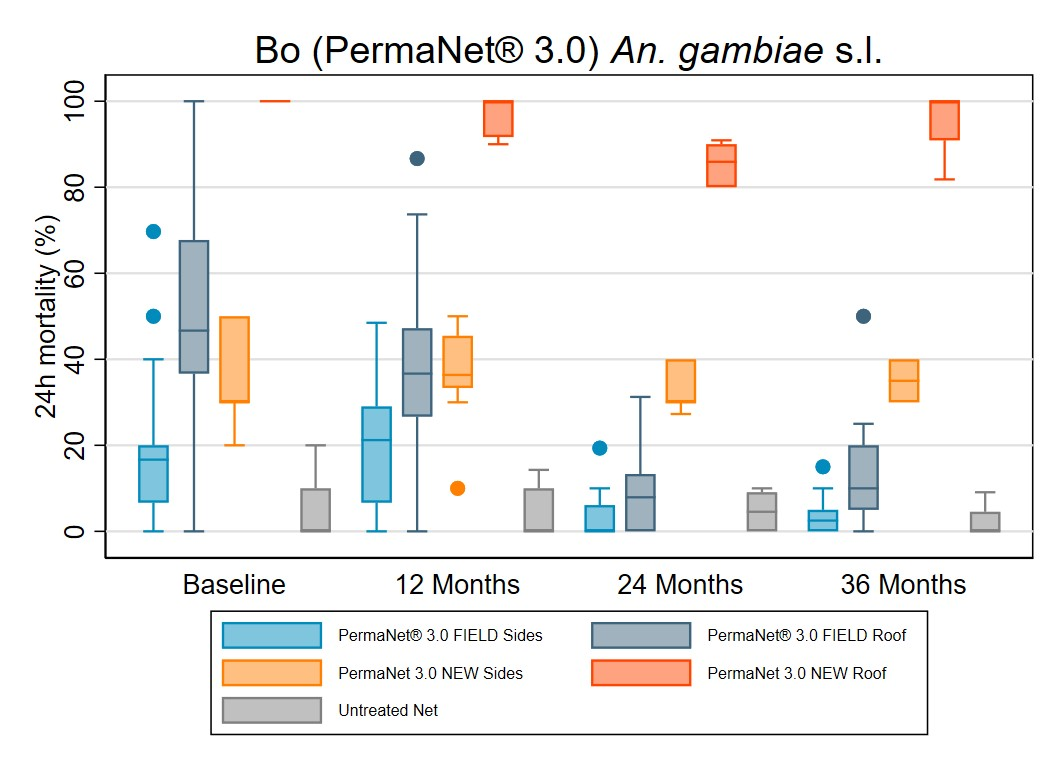 Bo (PermaNet® 3.0) An. gambiae s.l.
24h mortality (%)
100
80
60
40
20
0
Baseline 12 Months 24 Months 36 Months
PermaNet® 3.0 FIELD Sides PermaNet® 3.0 FIELD Roof
PermaNet 3.0 NEW Sides PermaNet 3.0 NEW Roof
Untreated Net